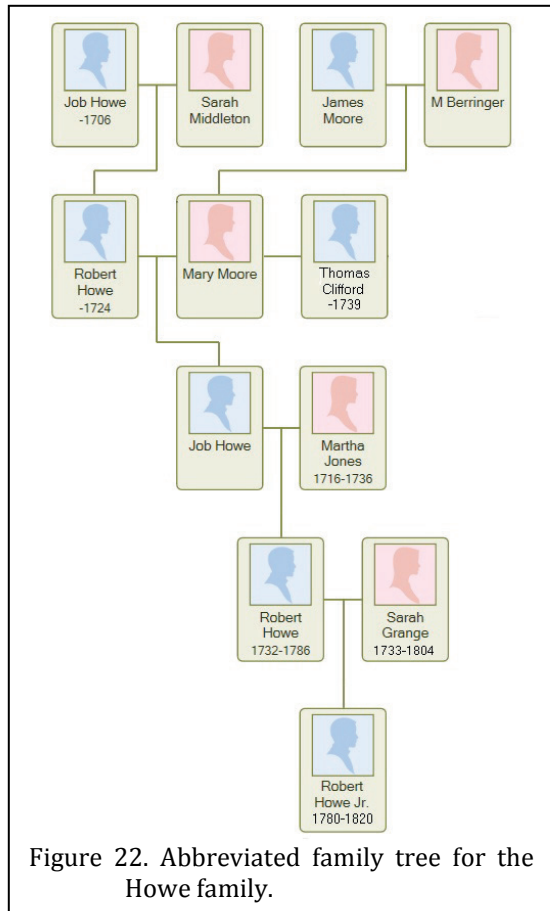 Job Howe
-1706
Sarah
Middleton
James
Moore
M Berringer
Robert
Howe
-1724
Mary Moore
Thomas
Clifford
-1739
Job Howe
Martha
Jones
1716-1736
Robert
Howe
1732-1786
Sarah
Grange
1733-1804
Robert
Howe Jr.
1780-1820
Figure 22. Abbreviated family tree for the
Howe family.